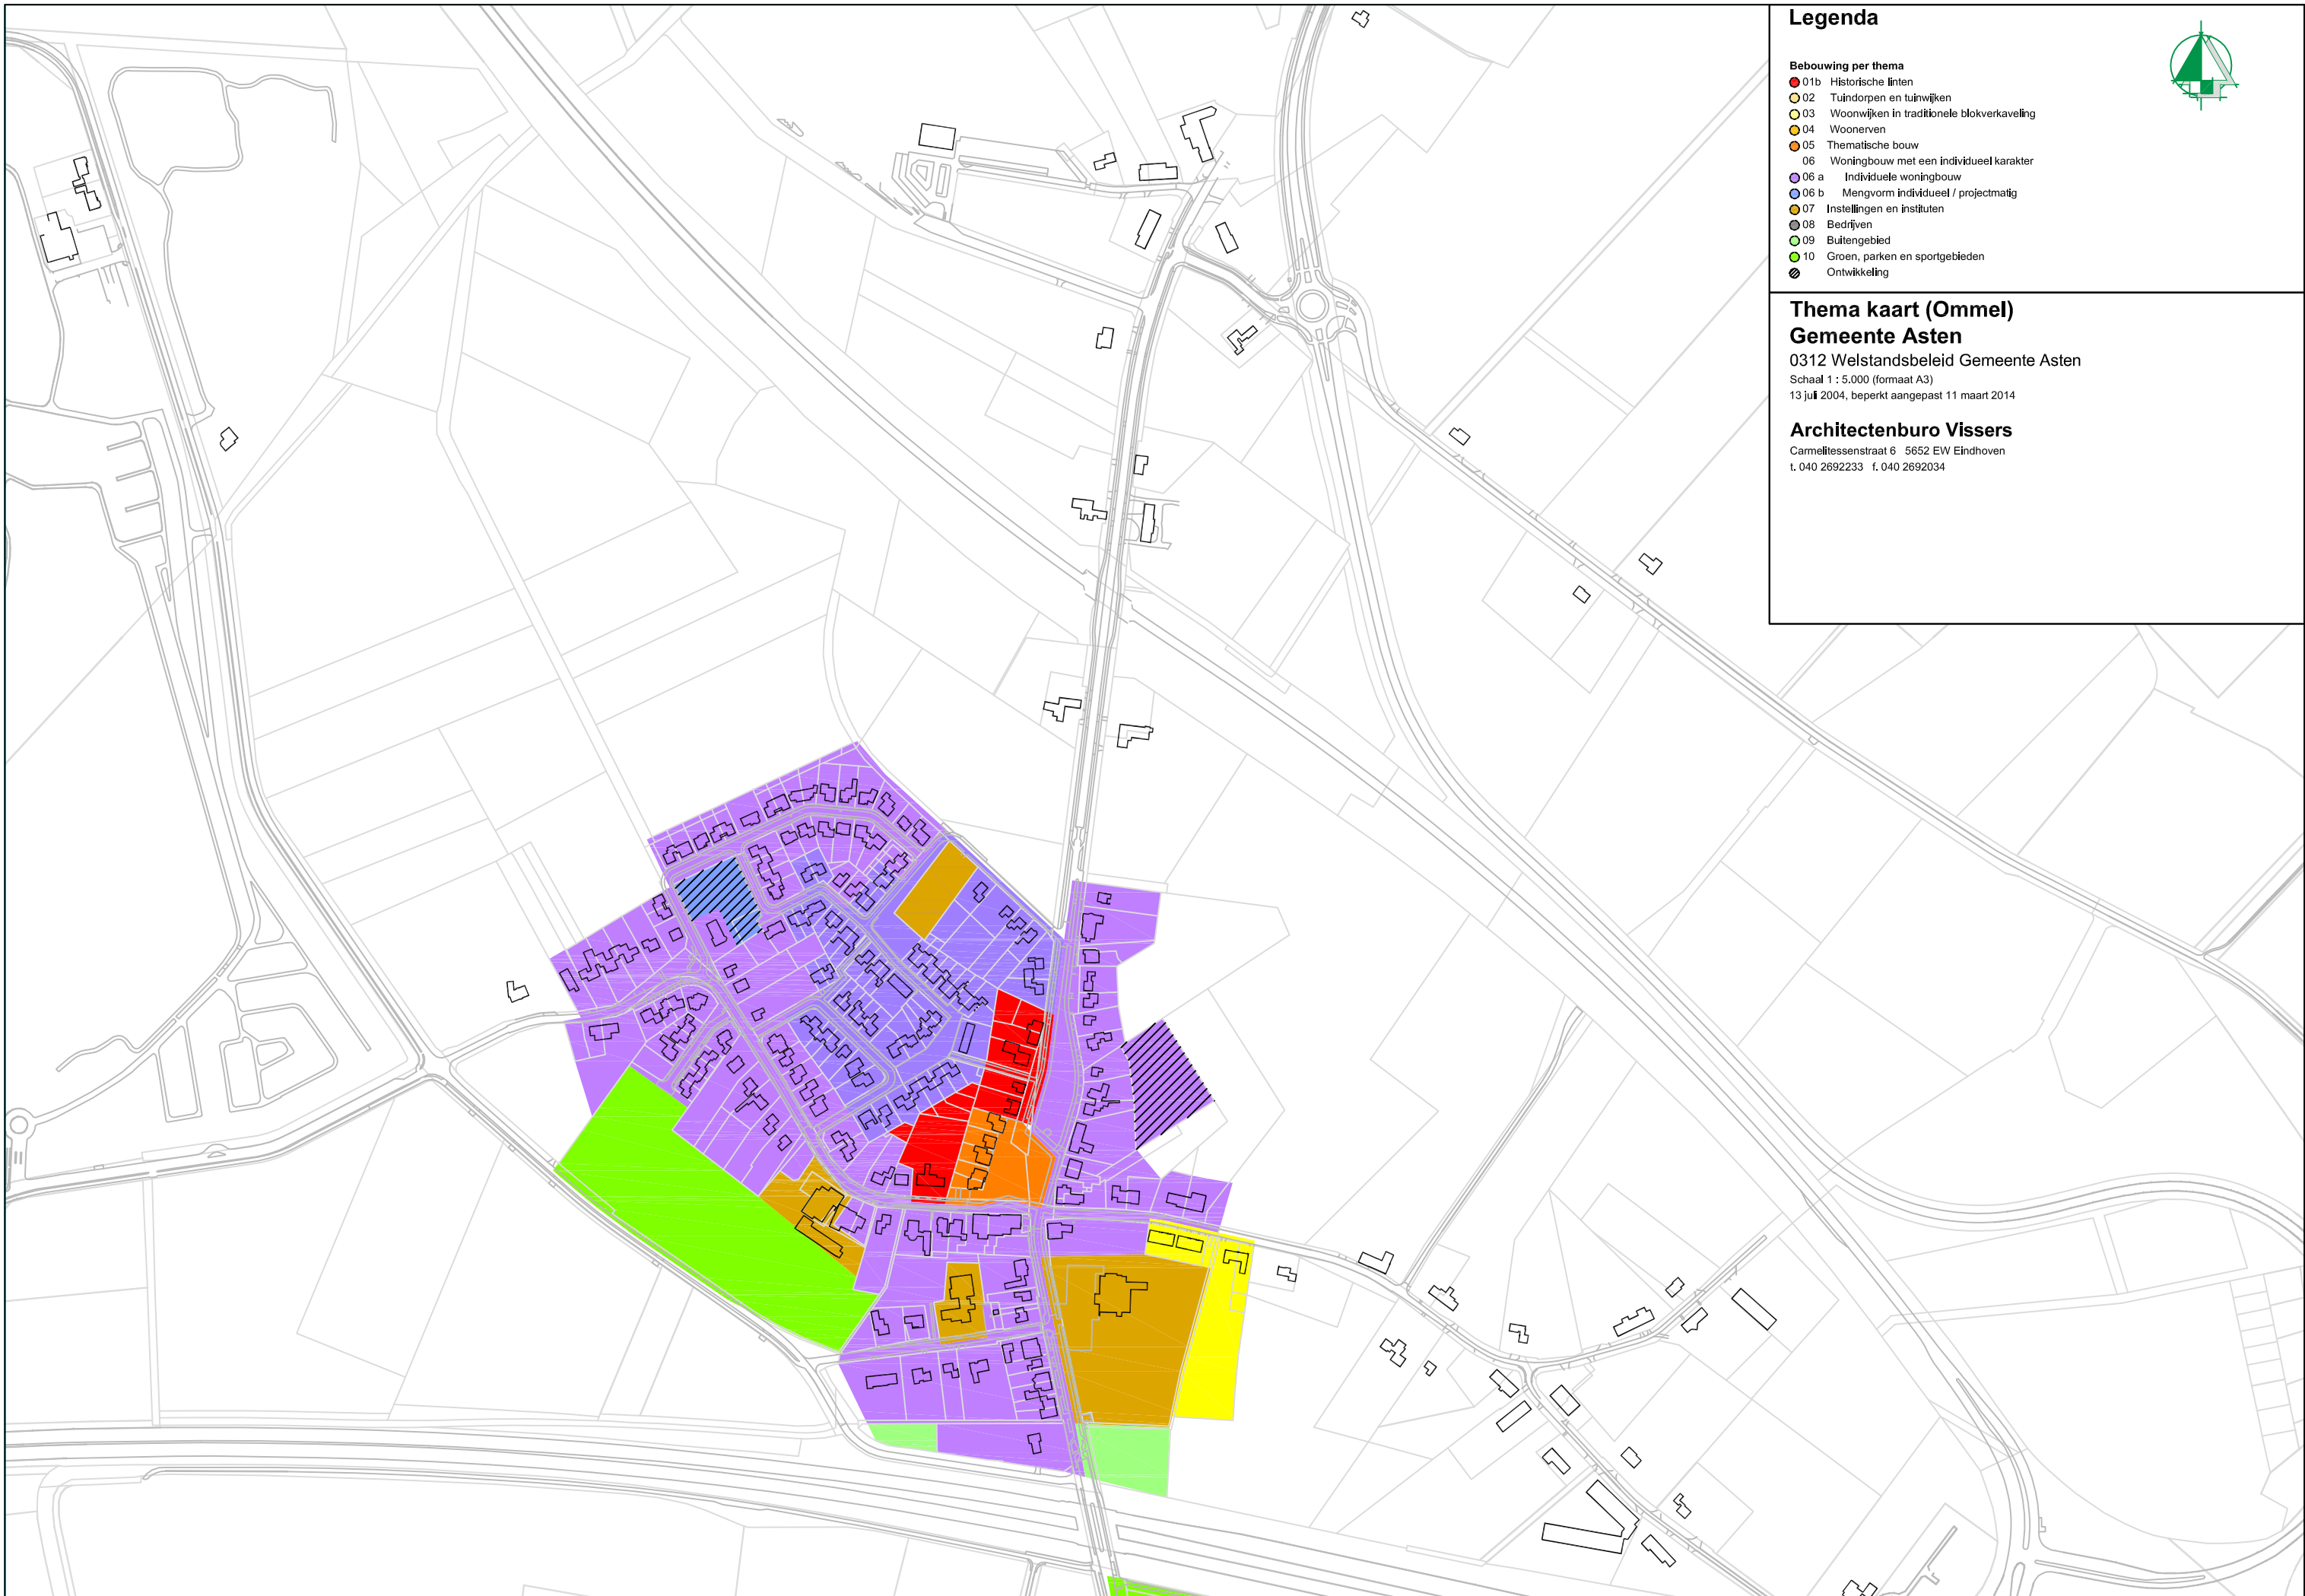 Legenda
Bebouwing per thema
01b Historische linten
02 Tuindorpen en tuinwijken
03 Woonwijken in traditionele blokverkaveling
04 Woonerven
05 Thematische bouw
06 Woningbouw met een individueel karakter
06 a Individuele woningbouw
06 b Mengvorm individueel / projectmatig
07 Instellingen en instituten
08 Bedrijven
09 Buitengebied
10 Groen, parken en sportgebieden
Ontwikkeling
Thema kaart (Ommel)
Gemeente Asten
0312 Welstandsbeleid Gemeente Asten
Schaal 1 : 5.000 (formaat A3)
13 juli 2004, beperkt aangepast 11 maart 2014
Architectenburo Vissers
Carmelitessenstraat 6 5652 EW Eindhoven
t. 040 2692233 f. 040 2692034